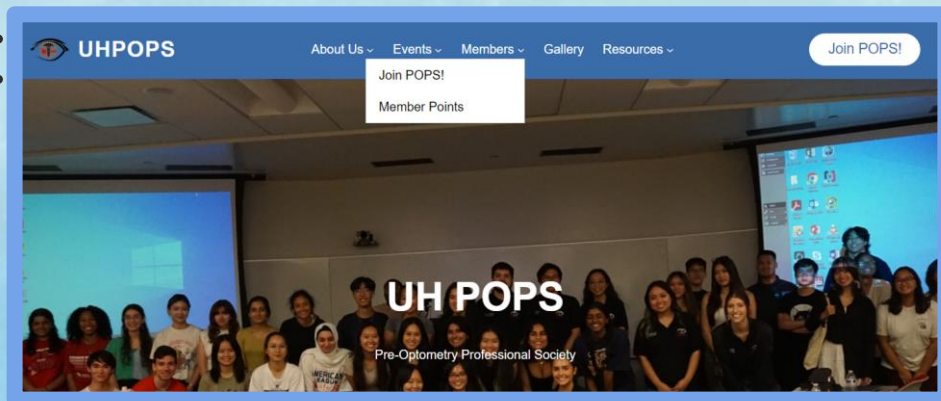 UHPOPS About Us Events Members Gallery Resources Join POPS!
Join POPS!
Member Points
UH POPS
Pre-Optometry Professional Society